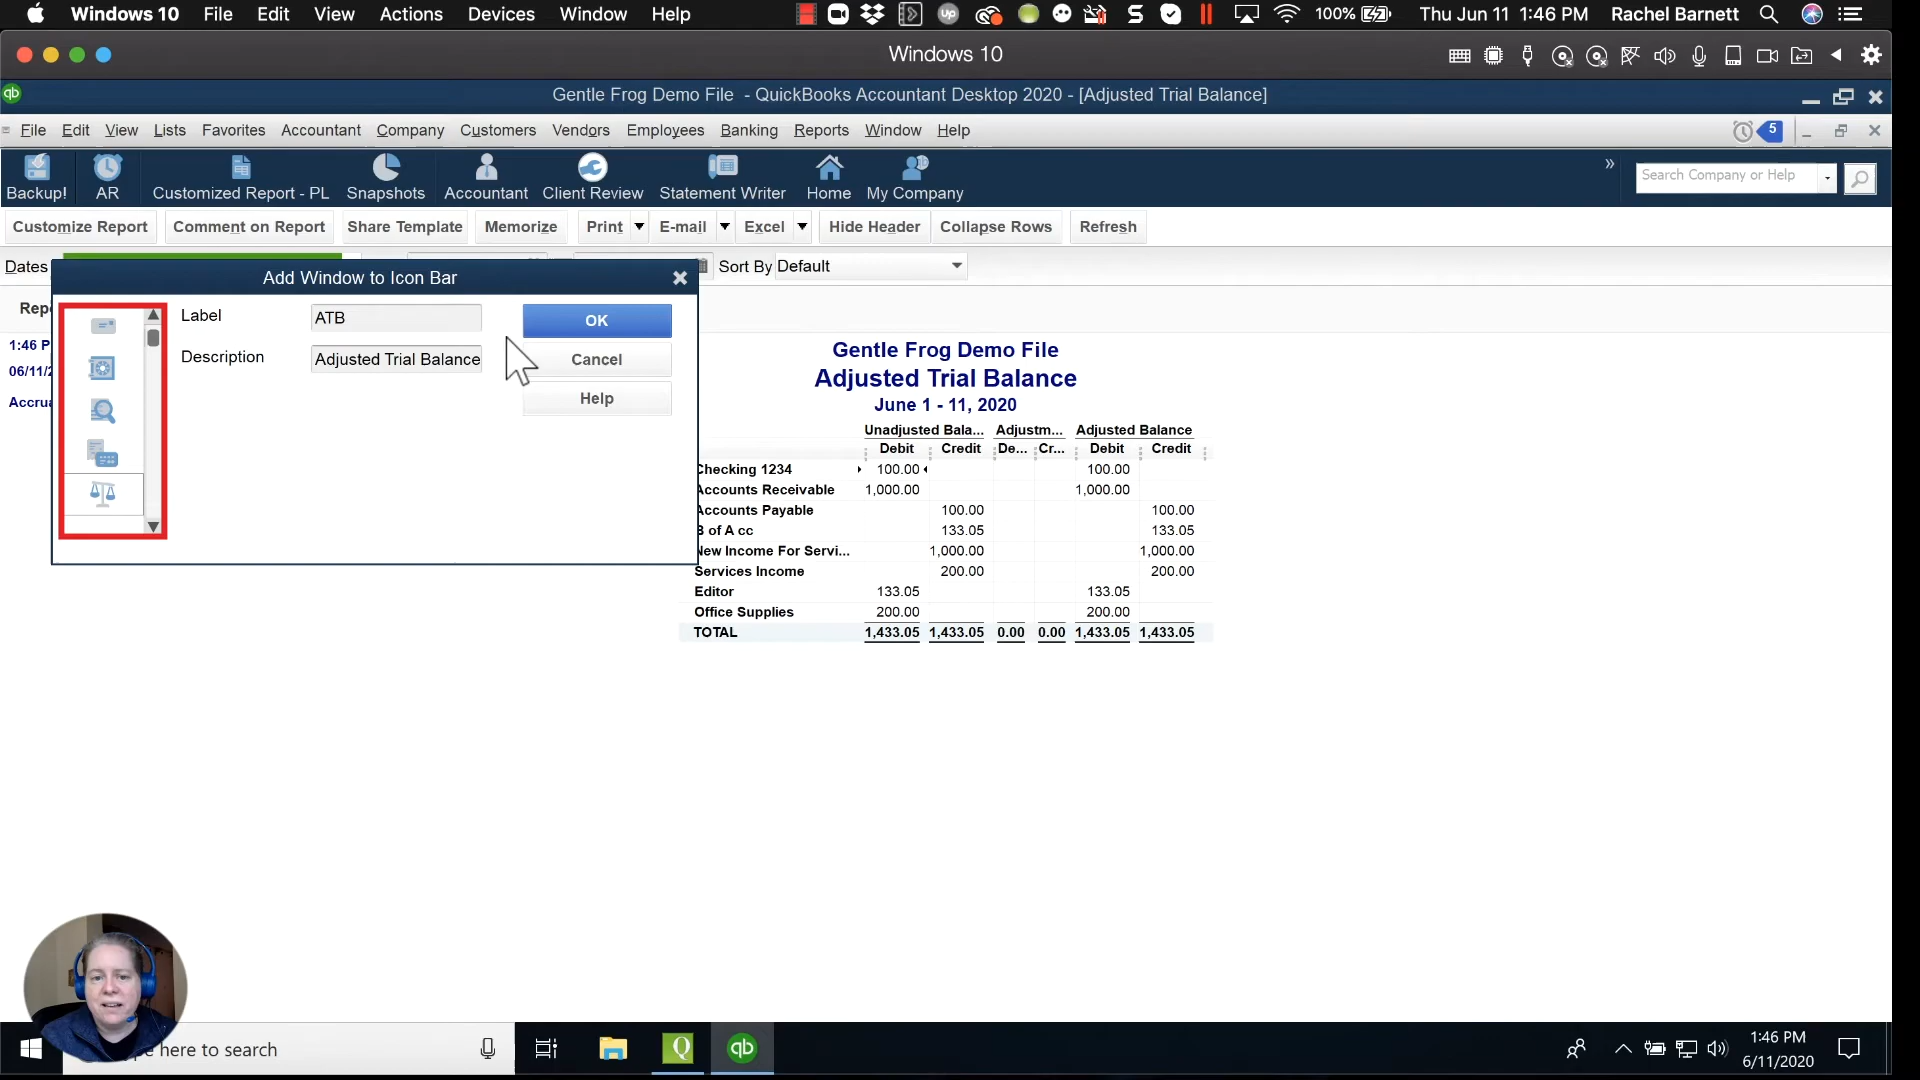 Windows 10 File Edit View Actions Devices Window Help Up 100% Thu Jun 11 1:46 PM Rachel Barnett
Windows 10
qb Gentle Frog Demo File - QuickBooks Accountant Desktop 2020 - [Adjusted Trial Balance]
File Edit View Lists Favorites Accountant Company Customers Vendors Employees Banking Reports Window Help 5
Backup! AR Customized Report - PL Snapshots Accountant Client Review Statement Writer Home My Company » Search Company or Help
Customize Report Comment on Report Share Template Memorize Print E-mail Excel Hide Header Collapse Rows Refresh
Dates Sort By Default
Add Window to Icon Bar
Label ATB OK
Description Adjusted Trial Balance Cancel
Help
1:46 P
06/11/2
Gentle Frog Demo File
Adjusted Trial Balance
June 1 - 11, 2020
Unadjusted Bala... Adjustm... Adjusted Balance
Debit Credit De... Cr... Debit Credit
Checking 1234 100.00 100.00
Accounts Receivable 1,000.00 1,000.00
Accounts Payable 100.00 100.00
B of A cc 133.05 133.05
New Income For Servi... 1,000.00 1,000.00
Services Income 200.00 200.00
Editor 133.05 133.05
Office Supplies 200.00 200.00
TOTAL 1,433.05 1,433.05 0.00 0.00 1,433.05 1,433.05
here to search Q qb 1:46 PM
6/11/2020